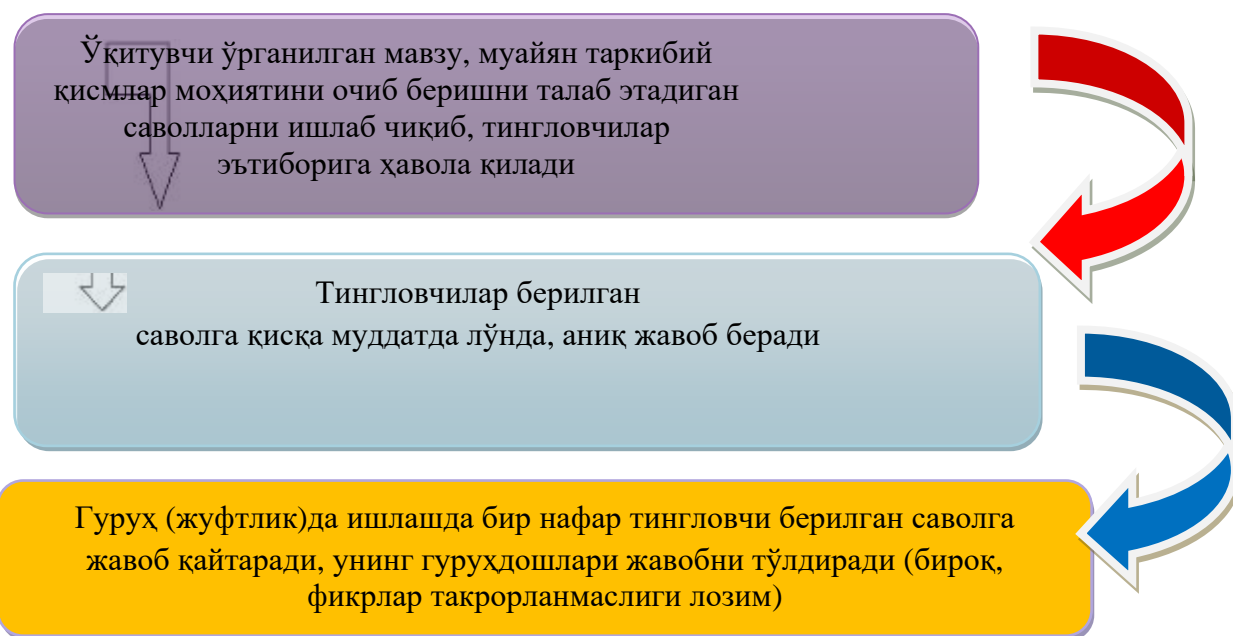 Ўқитувчи ўрганилган мавзу, муайян таркибий
қисмлар моҳиятини очиб беришни талаб этадиган
саволларни ишлаб чиқиб, тингловчилар
эътиборига ҳавола қилади
Тингловчилар берилган
саволга қисқа муддатда лўнда, аниқ жавоб беради
Гуруҳ (жуфтлик)да ишлашда бир нафар тингловчи берилган саволга
жавоб қайтаради, унинг гуруҳдошлари жавобни тўлдиради (бироқ,
фикрлар такрорланмаслиги лозим)